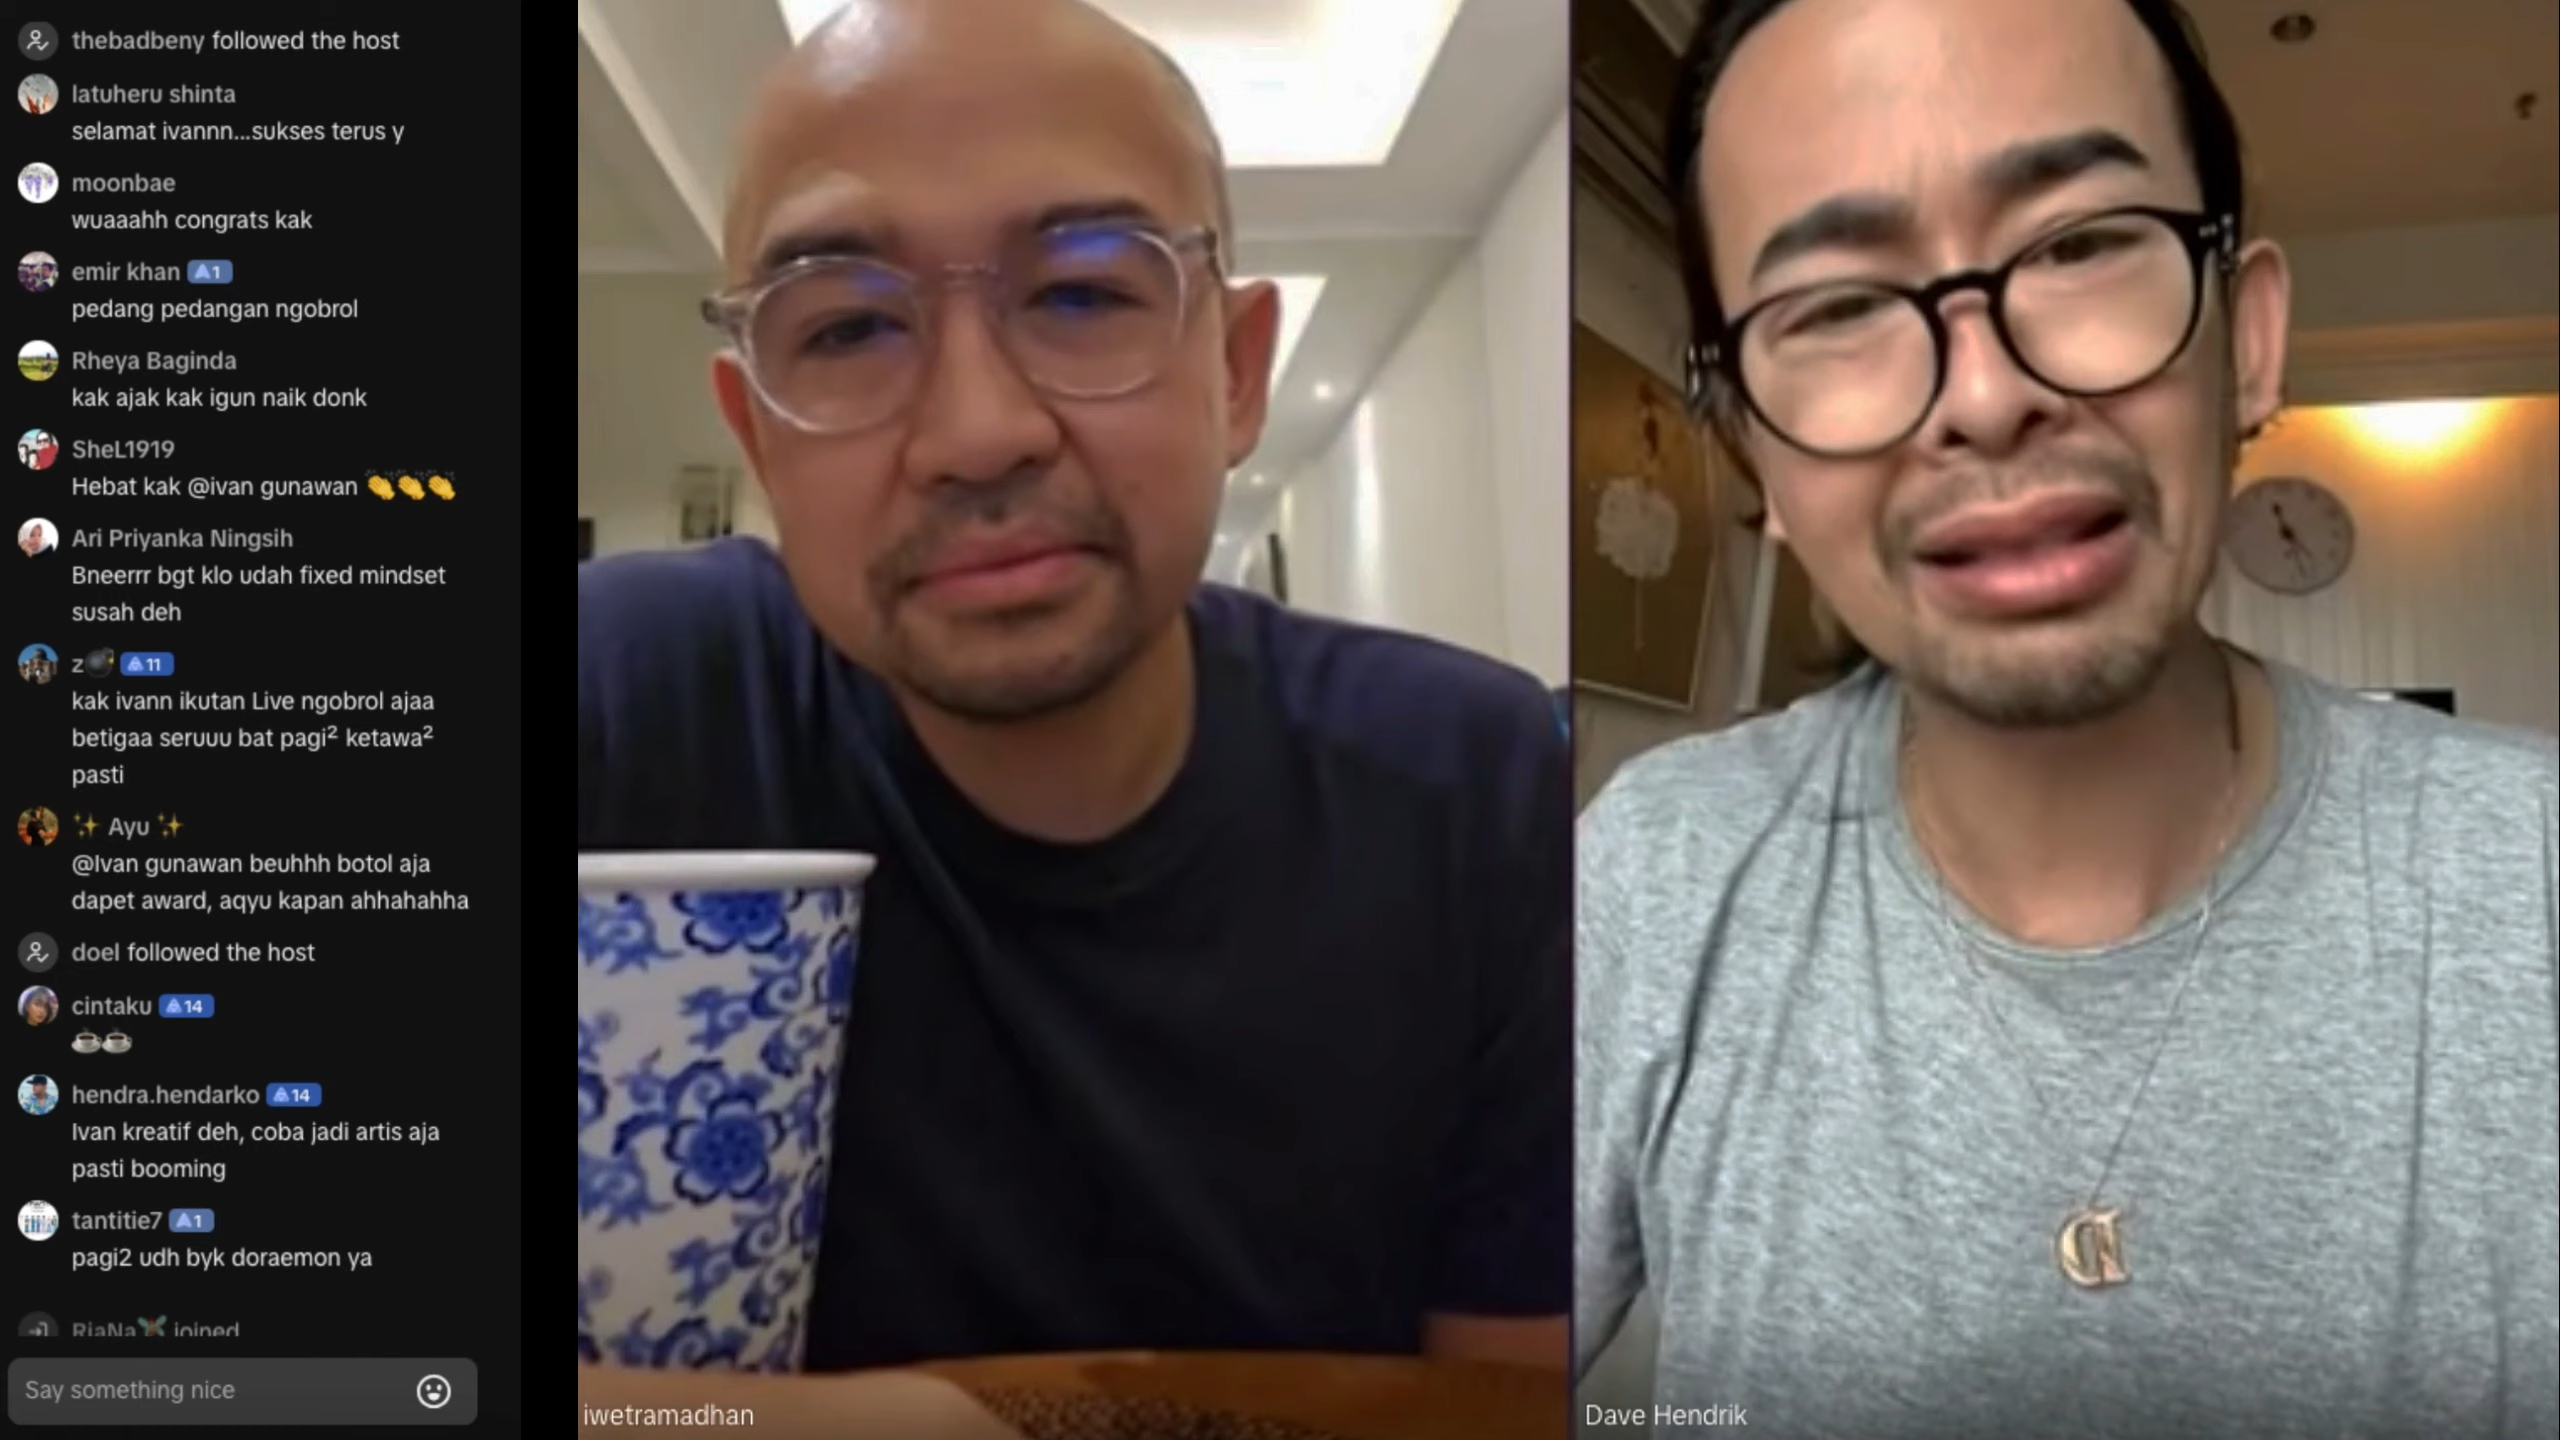 thebadbeny followed the host
latuheru shinta
selamat ivannn...sukses terus y
moonbae
wuaaahh congrats kak
emir khan 1
pedang pedangan ngobrol
Rheya Baginda
kak ajak kak igun naik donk
SheL1919
Hebat kak @ivan gunawan 👏👏👏
Ari Priyanka Ningsih
Bneerrr bgt klo udah fixed mindset
susah deh
z💣 11
kak ivann ikutan Live ngobrol ajaa
betigaa seruuu bat pagi² ketawa²
pasti
✨ Ayu ✨
@Ivan gunawan beuhhh botol aja
dapet award, aqyu kapan ahhahahha
doel followed the host
cintaku 14
☕☕
hendra.hendarko 14
Ivan kreatif deh, coba jadi artis aja
pasti booming
tantitie7 1
pagi2 udh byk doraemon ya
RiaNa joined
Say something nice
iwetramadhan
Dave Hendrik